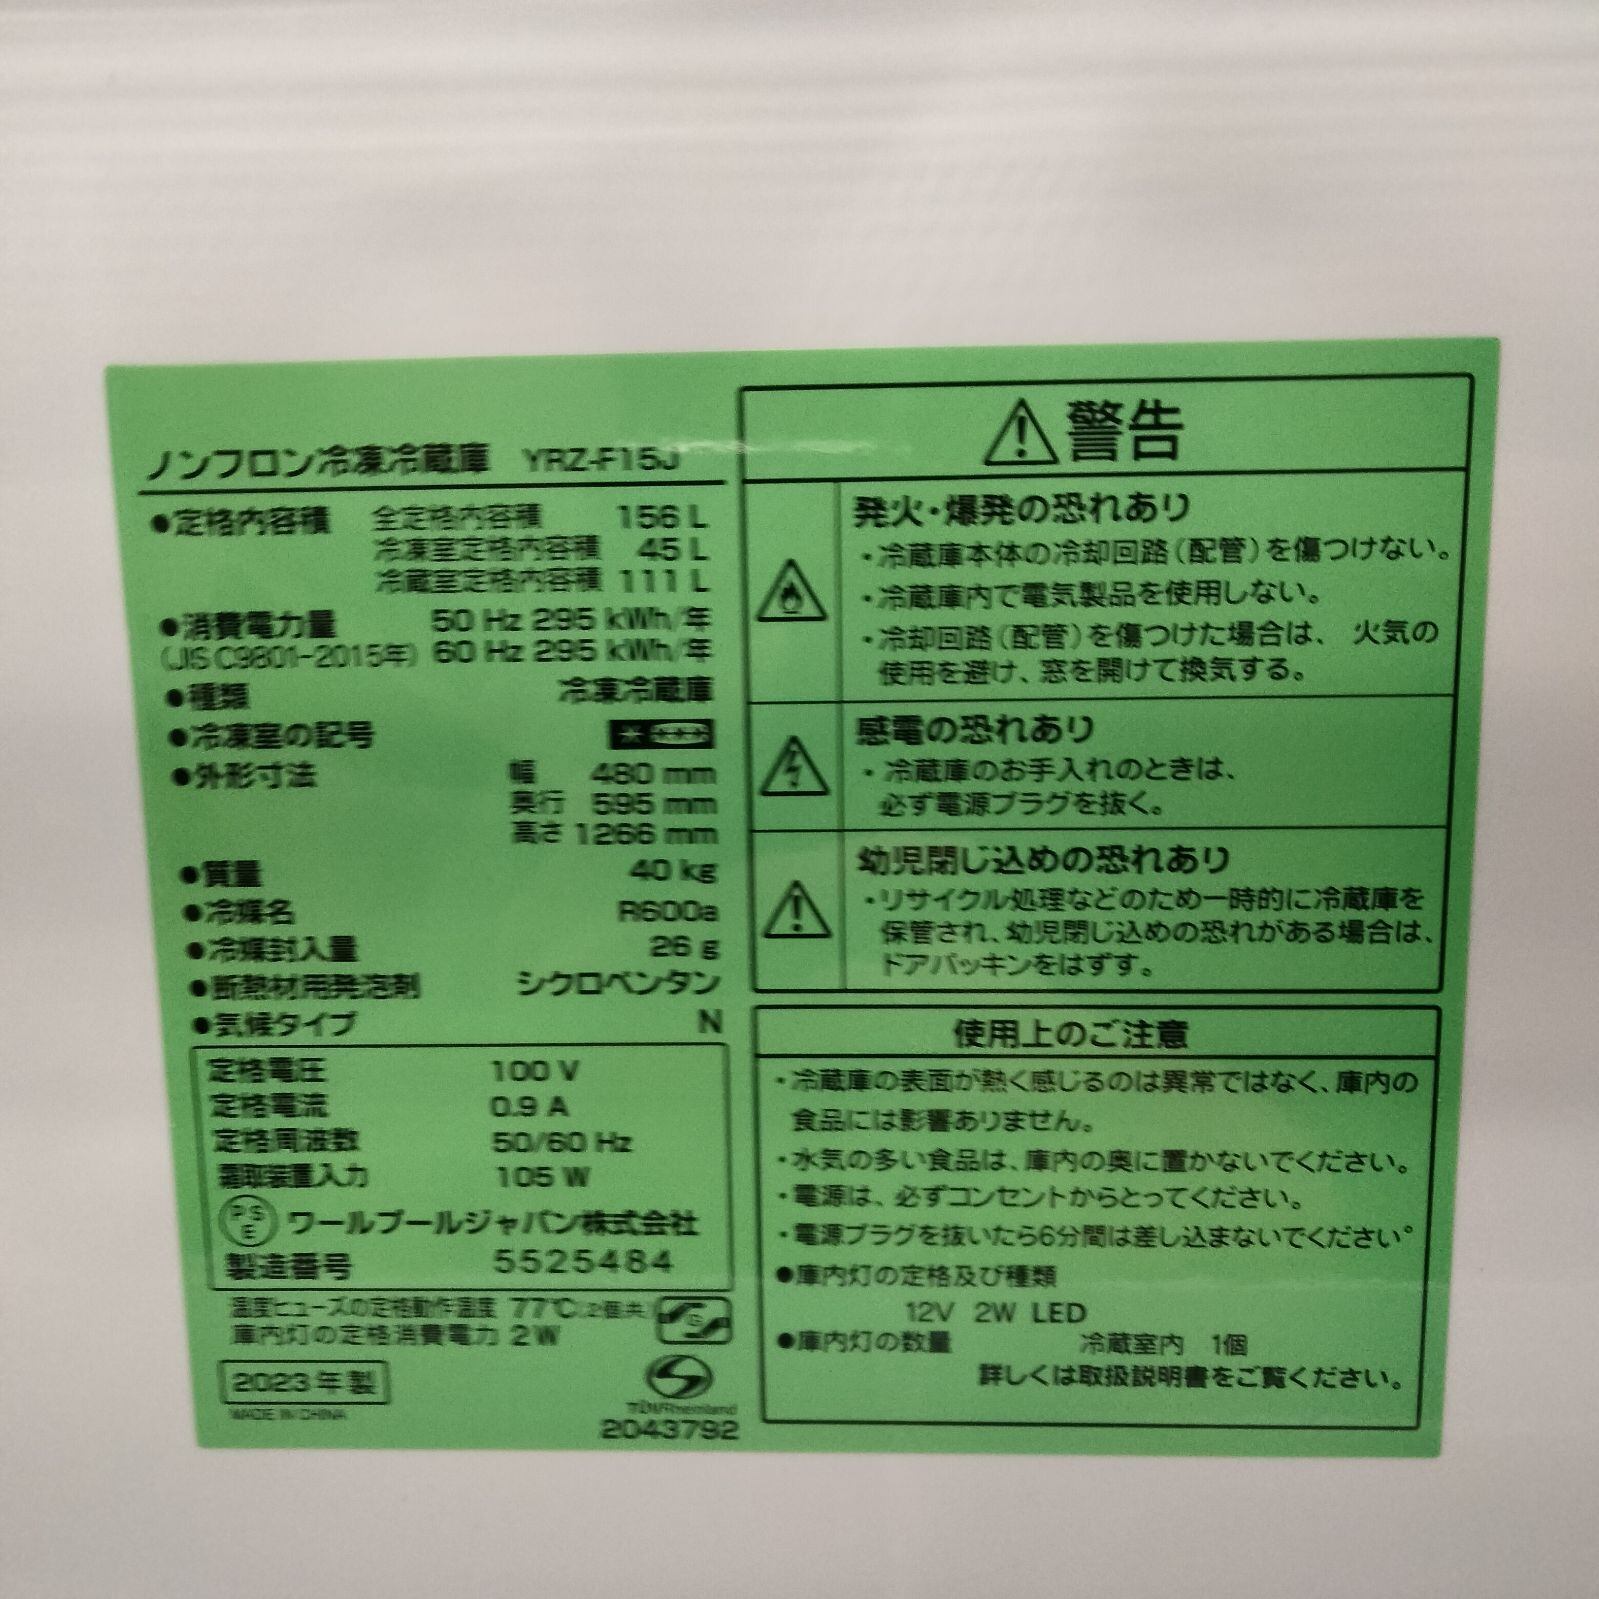 ノンフロン冷凍冷蔵庫 YRZ-F15J
●定格内容積 全定格内容積 156 L
冷凍室定格内容積 45 L
冷蔵室定格内容積 111 L
●消費電力量 50 Hz 295 kWh/年
(JIS C9801-2015年) 60 Hz 295 kWh/年
●種類 冷凍冷蔵庫
●冷凍室の記号
●外形寸法 幅 480 mm
奥行 595 mm
高さ 1266 mm
●質量 40 kg
●冷媒名 R600a
●冷媒封入量 26 g
●断熱材用発泡剤 シクロペンタン
●気候タイプ N
定格電圧 100 V
定格電流 0.9 A
定格周波数 50/60 Hz
霜取装置入力 105 W
PSE ワールプールジャパン株式会社
製造番号 5525484
温度ヒューズの定格動作温度 77℃(2個共)
庫内灯の定格消費電力 2 W
G
2023年製
MADE IN CHINA
TÜVRheinland
2043792
警告
発火・爆発の恐れあり
・冷蔵庫本体の冷却回路(配管)を傷つけない。
・冷蔵庫内で電気製品を使用しない。
・冷却回路(配管)を傷つけた場合は、火気の
使用を避け、窓を開けて換気する。
感電の恐れあり
・冷蔵庫のお手入れのときは、
必ず電源プラグを抜く。
幼児閉じ込めの恐れあり
・リサイクル処理などのため一時的に冷蔵庫を
保管され、幼児閉じ込めの恐れがある場合は、
ドアパッキンをはずす。
使用上のご注意
・冷蔵庫の表面が熱く感じるのは異常ではなく、庫内の
食品には影響ありません。
・水気の多い食品は、庫内の奥に置かないでください。
・電源は、必ずコンセントからとってください。
・電源プラグを抜いたら6分間は差し込まないでください。
●庫内灯の定格及び種類
12V 2W LED
●庫内灯の数量 冷蔵室内 1個
詳しくは取扱説明書をご覧ください。